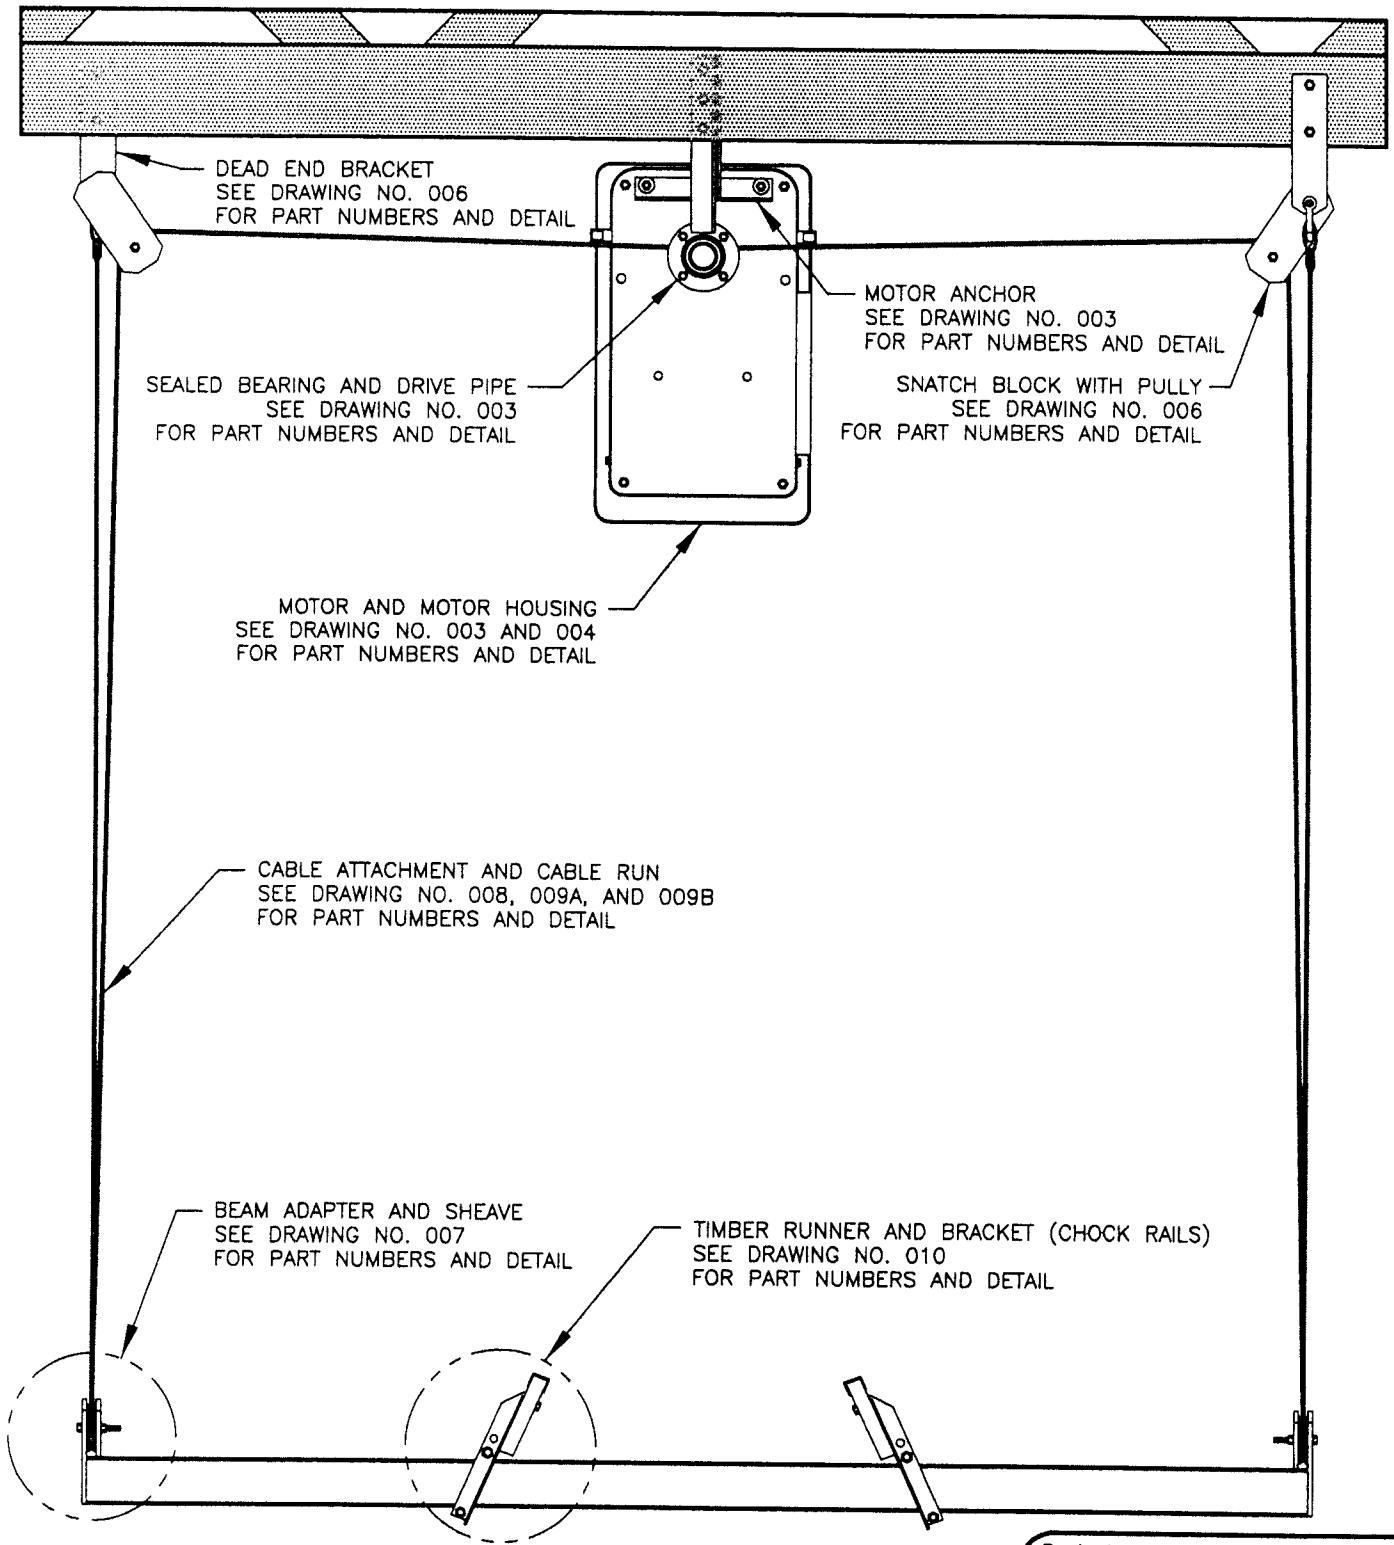 DEAD END BRACKET
SEE DRAWING NO. 006
FOR PART NUMBERS AND DETAIL
MOTOR ANCHOR
SEE DRAWING NO. 003
FOR PART NUMBERS AND DETAIL
SEALED BEARING AND DRIVE PIPE
SEE DRAWING NO. 003
FOR PART NUMBERS AND DETAIL
SNATCH BLOCK WITH PULLY
SEE DRAWING NO. 006
FOR PART NUMBERS AND DETAIL
MOTOR AND MOTOR HOUSING
SEE DRAWING NO. 003 AND 004
FOR PART NUMBERS AND DETAIL
CABLE ATTACHMENT AND CABLE RUN
SEE DRAWING NO. 008, 009A, AND 009B
FOR PART NUMBERS AND DETAIL
BEAM ADAPTER AND SHEAVE
SEE DRAWING NO. 007
FOR PART NUMBERS AND DETAIL
TIMBER RUNNER AND BRACKET (CHOCK RAILS)
SEE DRAWING NO. 010
FOR PART NUMBERS AND DETAIL